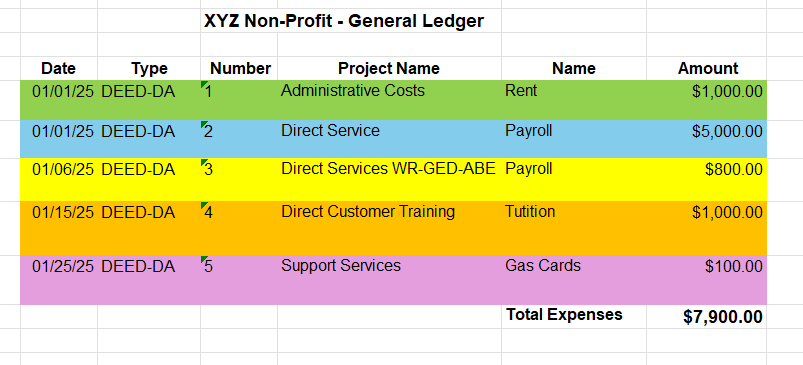 XYZ Non-Profit - General Ledger
Date Type Number Project Name Name Amount
01/01/25 DEED-DA 1 Administrative Costs Rent $1,000.00
01/01/25 DEED-DA 2 Direct Service Payroll $5,000.00
01/06/25 DEED-DA 3 Direct Services WR-GED-ABE Payroll $800.00
01/15/25 DEED-DA 4 Direct Customer Training Tutition $1,000.00
01/25/25 DEED-DA 5 Support Services Gas Cards $100.00
Total Expenses $7,900.00